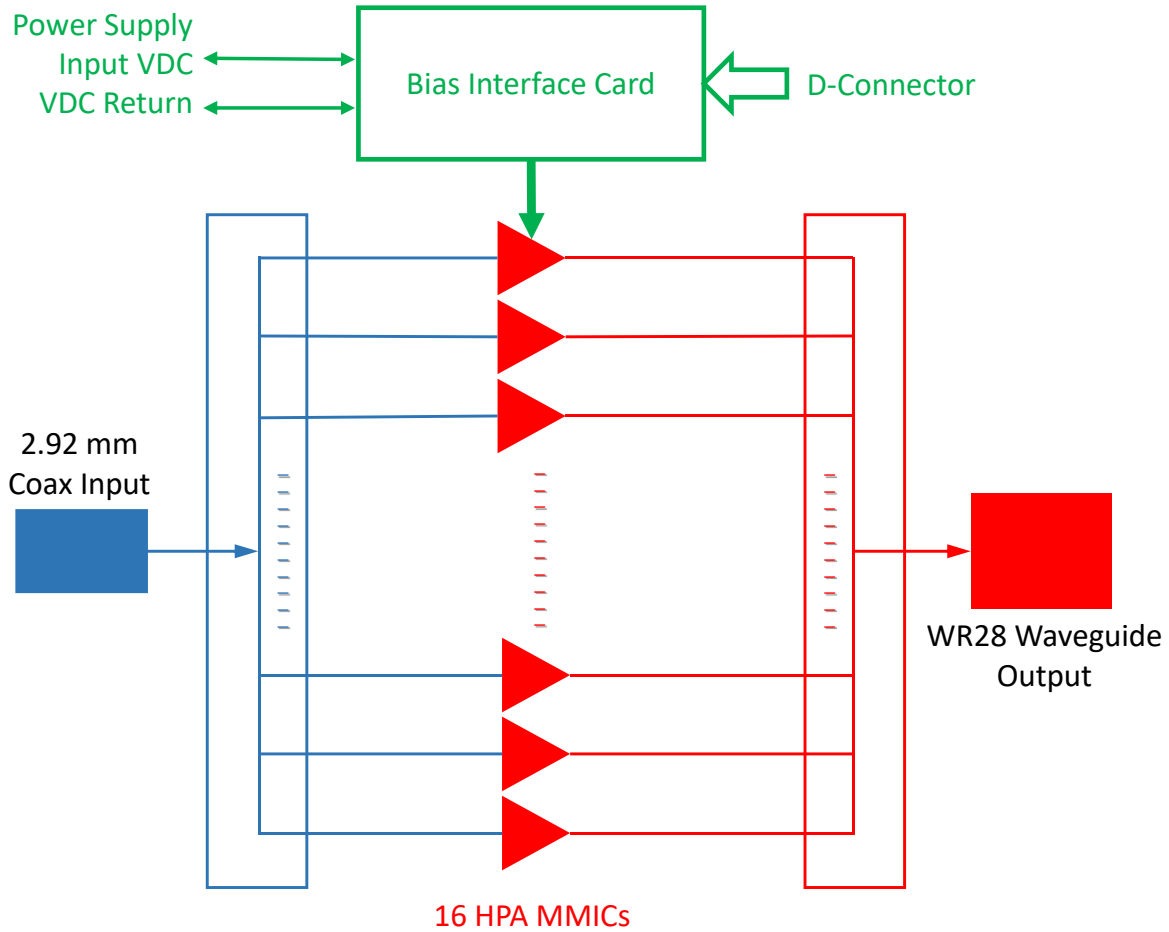 Power Supply
Input VDC
VDC Return
Bias Interface Card
D-Connector
2.92 mm
Coax Input
WR28 Waveguide
Output
16 HPA MMICs